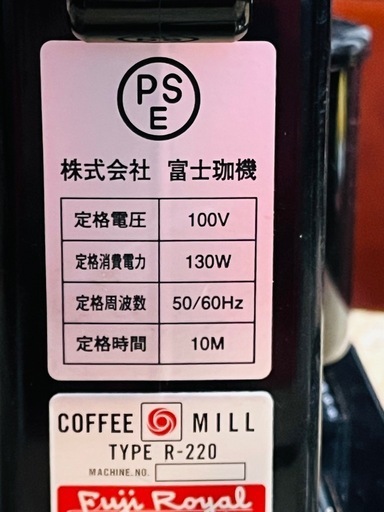 PS
E
株式会社 富士珈機
定格電圧 100V
定格消費電力 130W
定格周波数 50/60Hz
定格時間 10M
COFFEE MILL
TYPE R-220
MACHINE.NO.
Fuji Royal